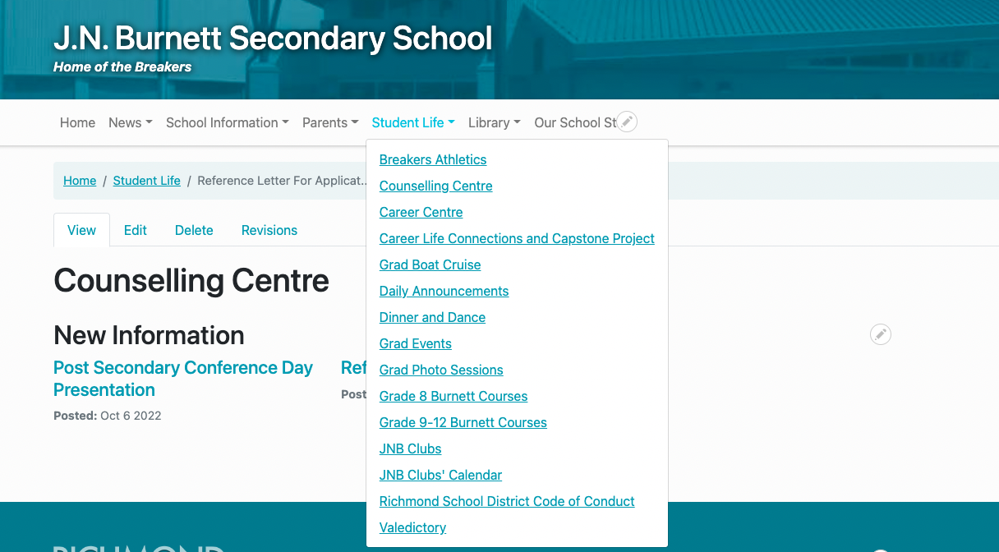 J.N. Burnett Secondary School
Home of the Breakers
Home News School Information Parents Student Life Library Our School St
Home / Student Life / Reference Letter For Applicat..
View Edit Delete Revisions
Counselling Centre
New Information
Post Secondary Conference Day
Presentation
Posted: Oct 6 2022
Ref
Post
Breakers Athletics
Counselling Centre
Career Centre
Career Life Connections and Capstone Project
Grad Boat Cruise
Daily Announcements
Dinner and Dance
Grad Events
Grad Photo Sessions
Grade 8 Burnett Courses
Grade 9-12 Burnett Courses
JNB Clubs
JNB Clubs' Calendar
Richmond School District Code of Conduct
Valedictory
RICHMOND